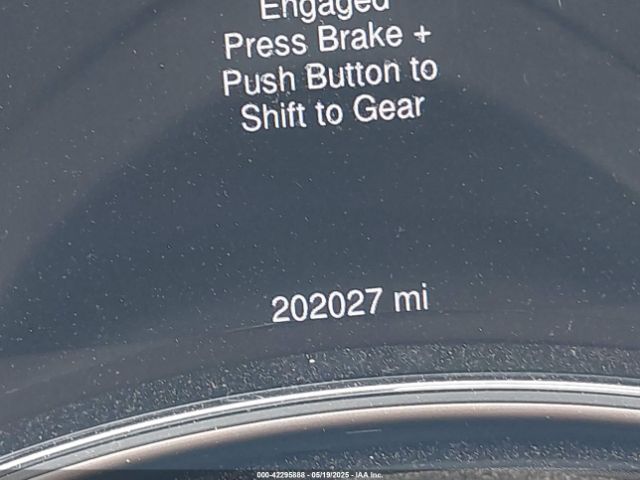 Engaged
Press Brake +
Push Button to
Shift to Gear
202027 mi
000-42295888 - 05/19/2025 - IAA Inc.